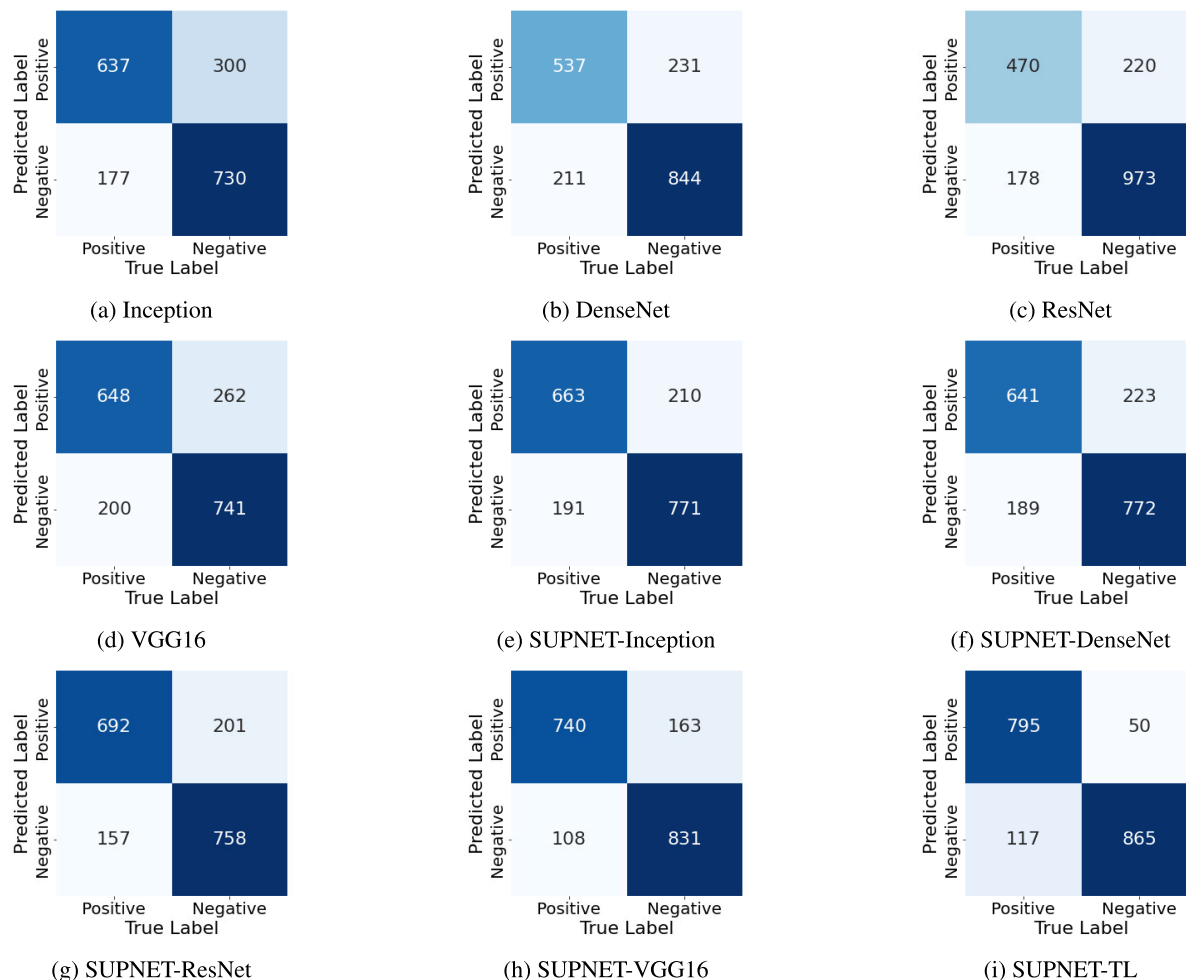 Predicted Label
Positive
Negative
637 300
177 730
Positive Negative
True Label
(a) Inception
Predicted Label
Positive
Negative
537 231
211 844
Positive Negative
True Label
(b) DenseNet
Predicted Label
Positive
Negative
470 220
178 973
Positive Negative
True Label
(c) ResNet
Predicted Label
Positive
Negative
648 262
200 741
Positive Negative
True Label
(d) VGG16
Predicted Label
Positive
Negative
663 210
191 771
Positive Negative
True Label
(e) SUPNET-Inception
Predicted Label
Positive
Negative
641 223
189 772
Positive Negative
True Label
(f) SUPNET-DenseNet
Predicted Label
Positive
Negative
692 201
157 758
Positive Negative
True Label
(g) SUPNET-ResNet
Predicted Label
Positive
Negative
740 163
108 831
Positive Negative
True Label
(h) SUPNET-VGG16
Predicted Label
Positive
Negative
795 50
117 865
Positive Negative
True Label
(i) SUPNET-TL